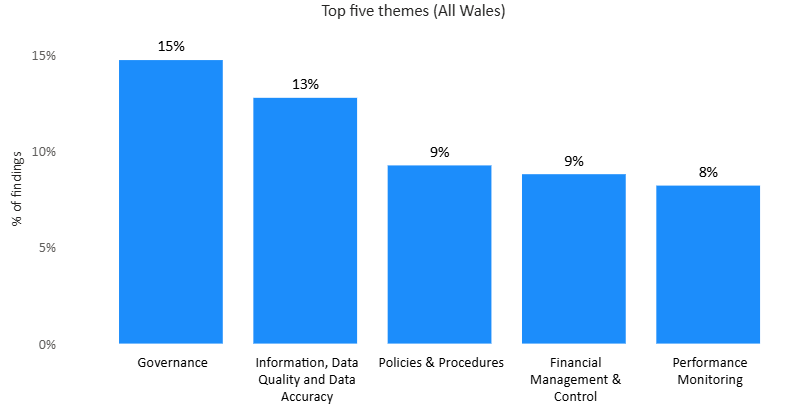 Top five themes (All Wales)
15%
10%
5%
0%
% of findings
15%
13%
9%
9%
8%
Governance
Information, Data
Quality and Data
Accuracy
Policies & Procedures
Financial
Management &
Control
Performance
Monitoring